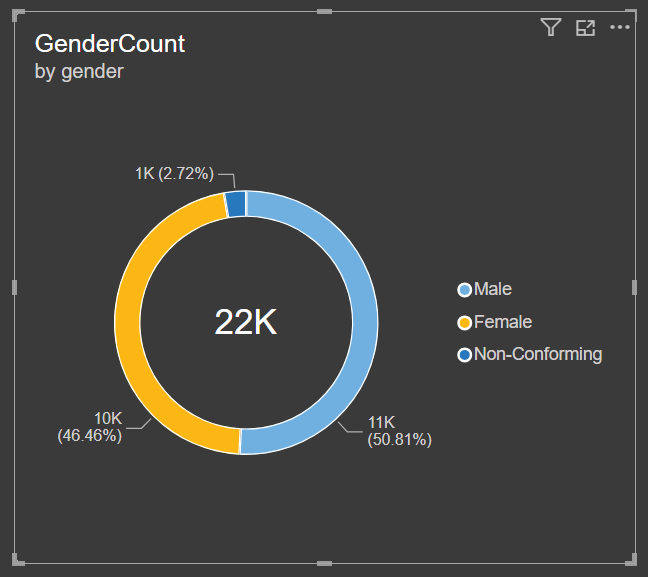 GenderCount
by gender
1K (2.72%)
22K
Male
Female
Non-Conforming
10K
(46.46%)
11K
(50.81%)